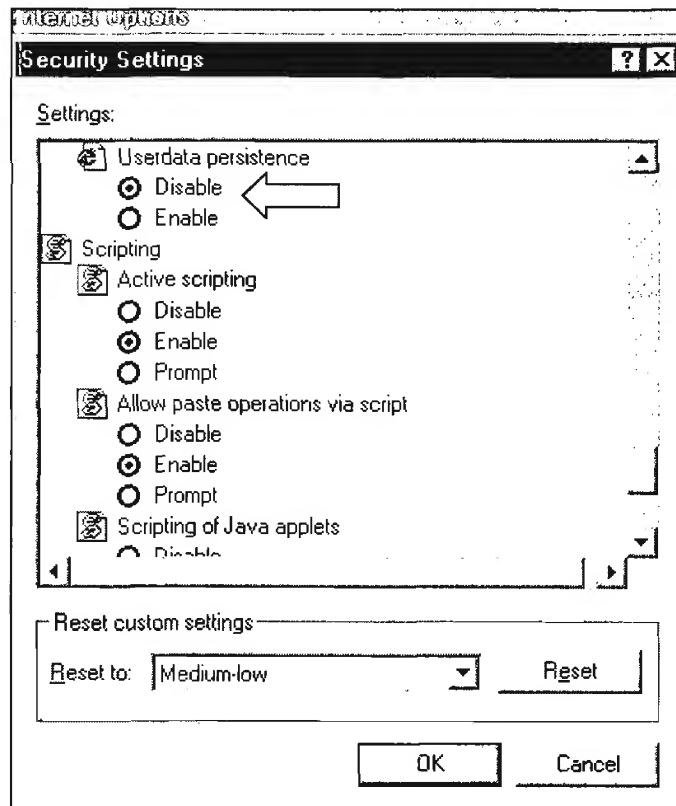 Internet Options
Security Settings
Settings:
Userdata persistence
Disable
Enable
Scripting
Active scripting
Disable
Enable
Prompt
Allow paste operations via script
Disable
Enable
Prompt
Scripting of Java applets
Disable
Reset custom settings
Reset to:
Medium-low
Reset
OK
Cancel